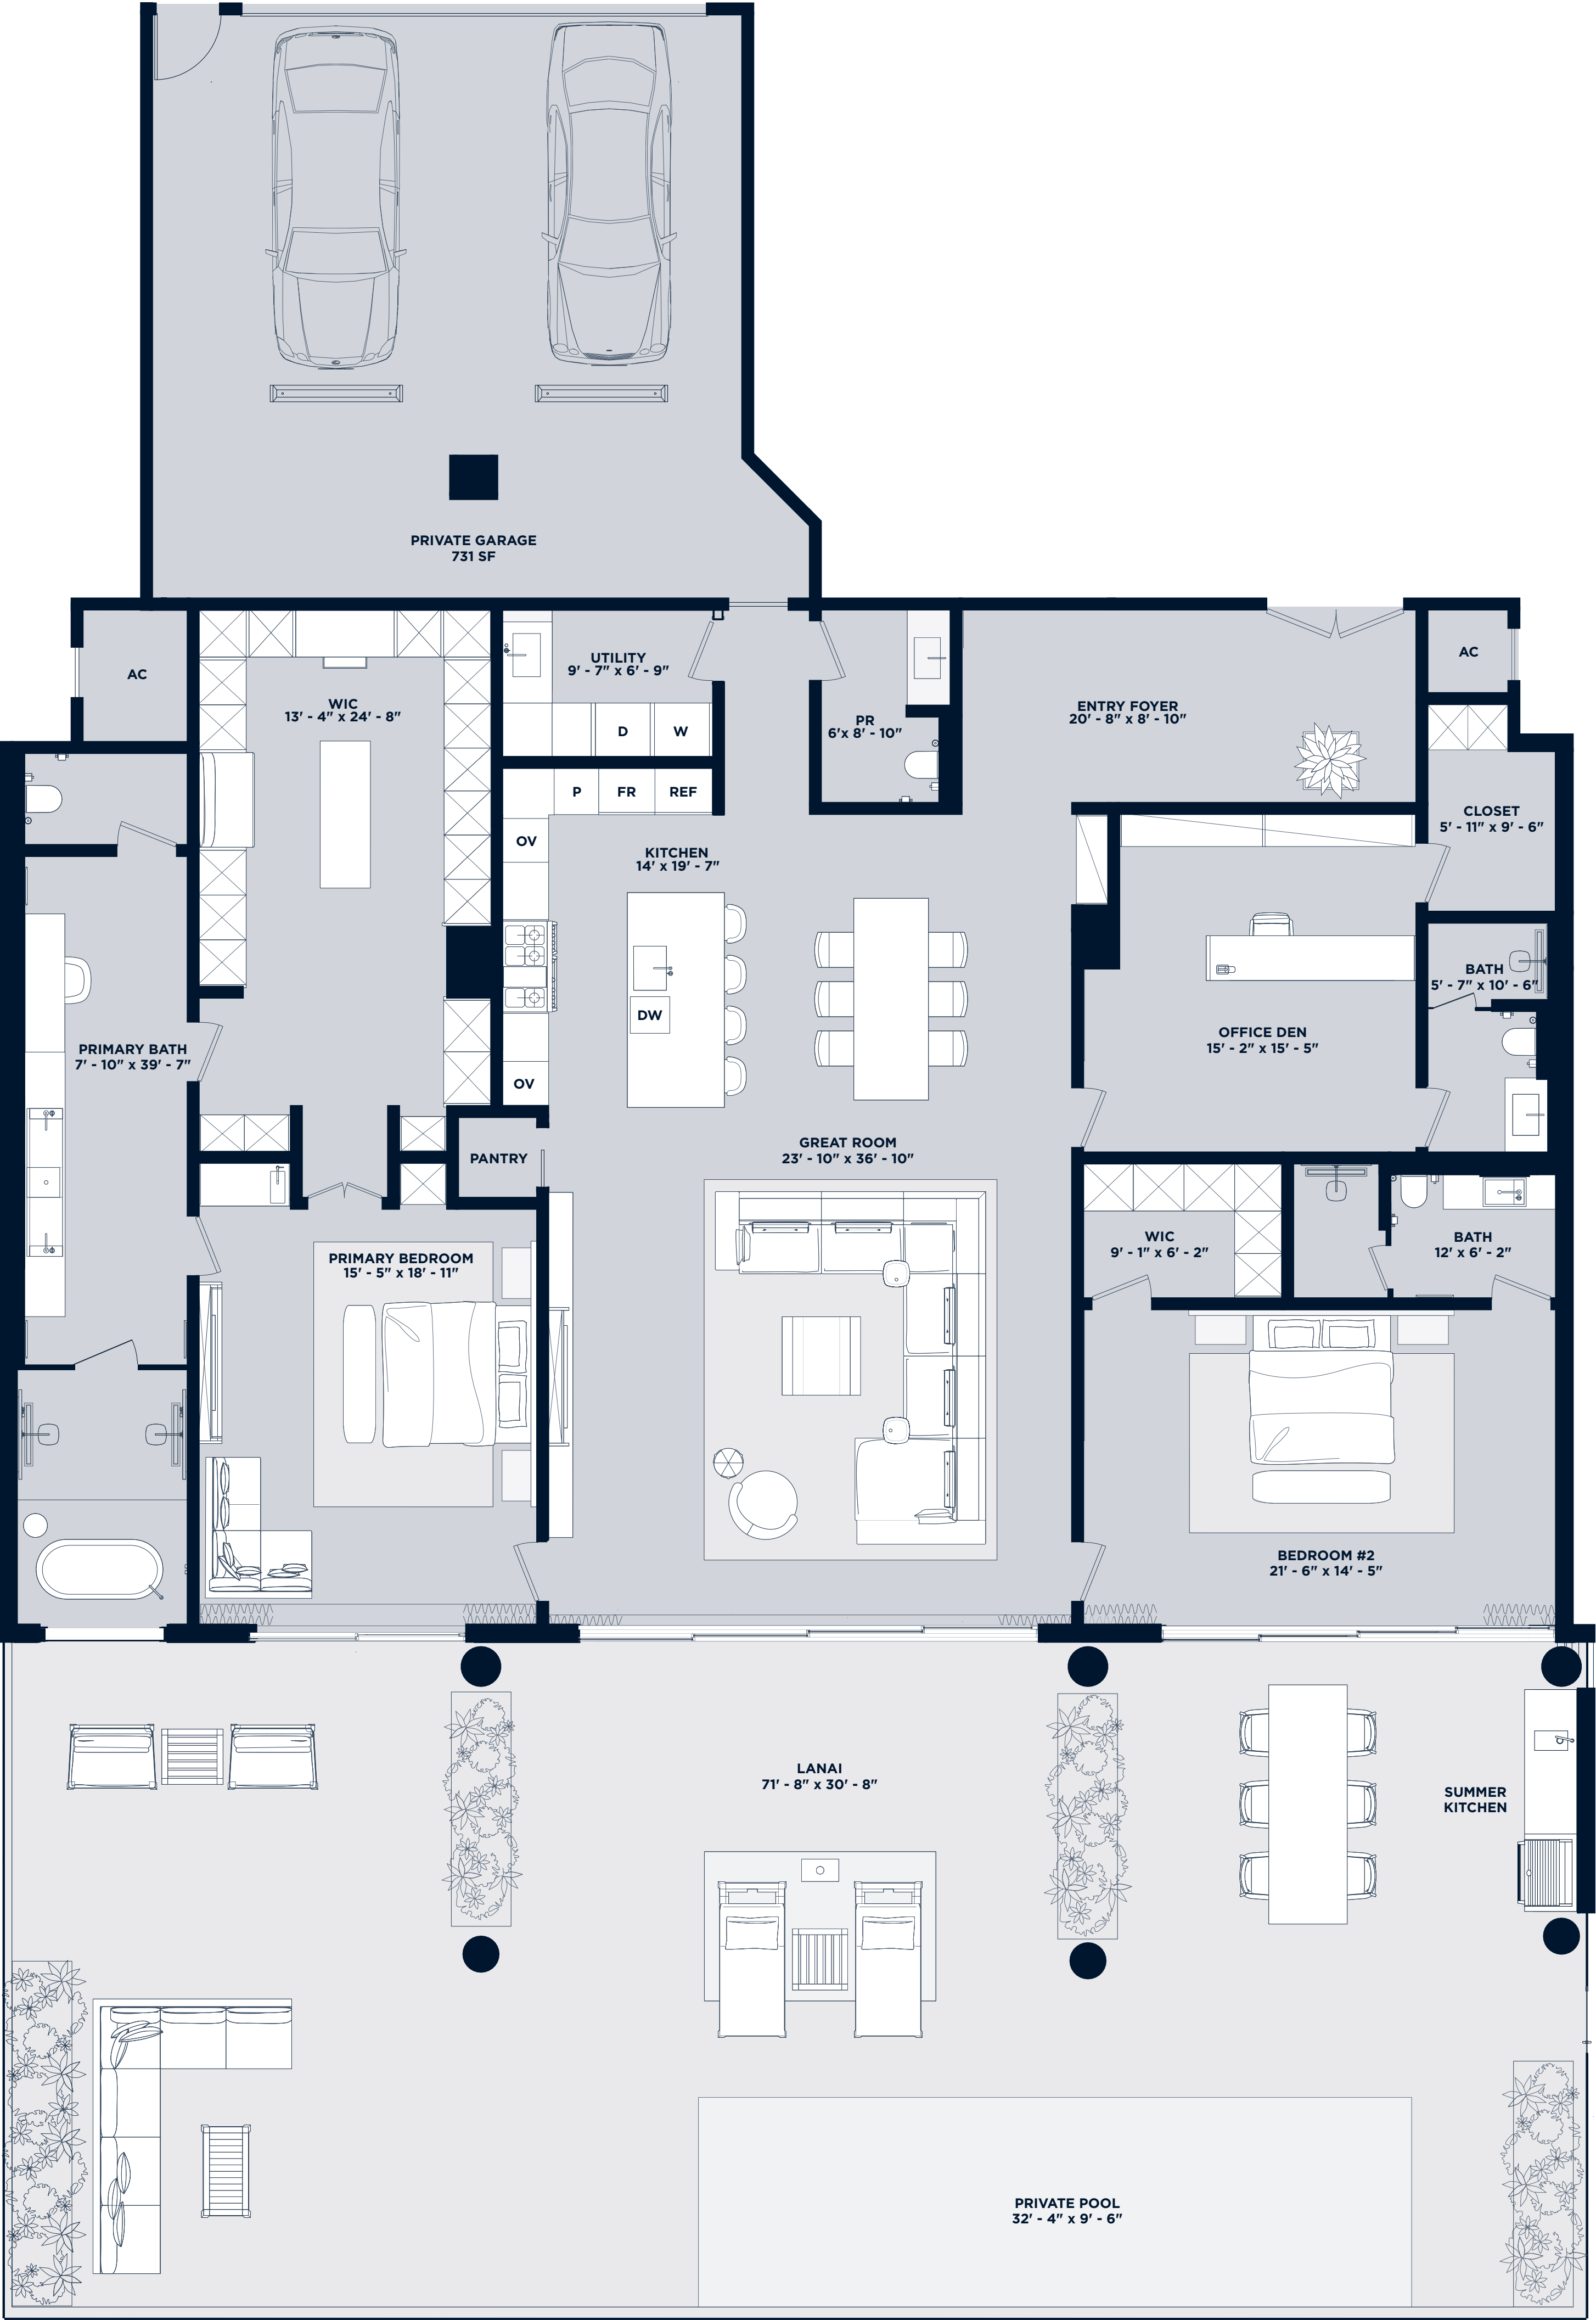 PRIVATE GARAGE
731 SF
AC
WIC
13' - 4" x 24' - 8"
UTILITY
9' - 7" x 6' - 9"
D
W
PR
6'x 8' - 10"
ENTRY FOYER
20' - 8" x 8' - 10"
AC
P
FR
REF
OV
KITCHEN
14' x 19' - 7"
CLOSET
5' - 11" x 9' - 6"
BATH
5' - 7" x 10' - 6"
DW
OFFICE DEN
15' - 2" x 15' - 5"
PRIMARY BATH
7' - 10" x 39' - 7"
OV
PANTRY
GREAT ROOM
23' - 10" x 36' - 10"
WIC
9' - 1" x 6' - 2"
BATH
12' x 6' - 2"
PRIMARY BEDROOM
15' - 5" x 18' - 11"
BEDROOM #2
21' - 6" x 14' - 5"
LANAI
71' - 8" x 30' - 8"
SUMMER
KITCHEN
PRIVATE POOL
32' - 4" x 9' - 6"